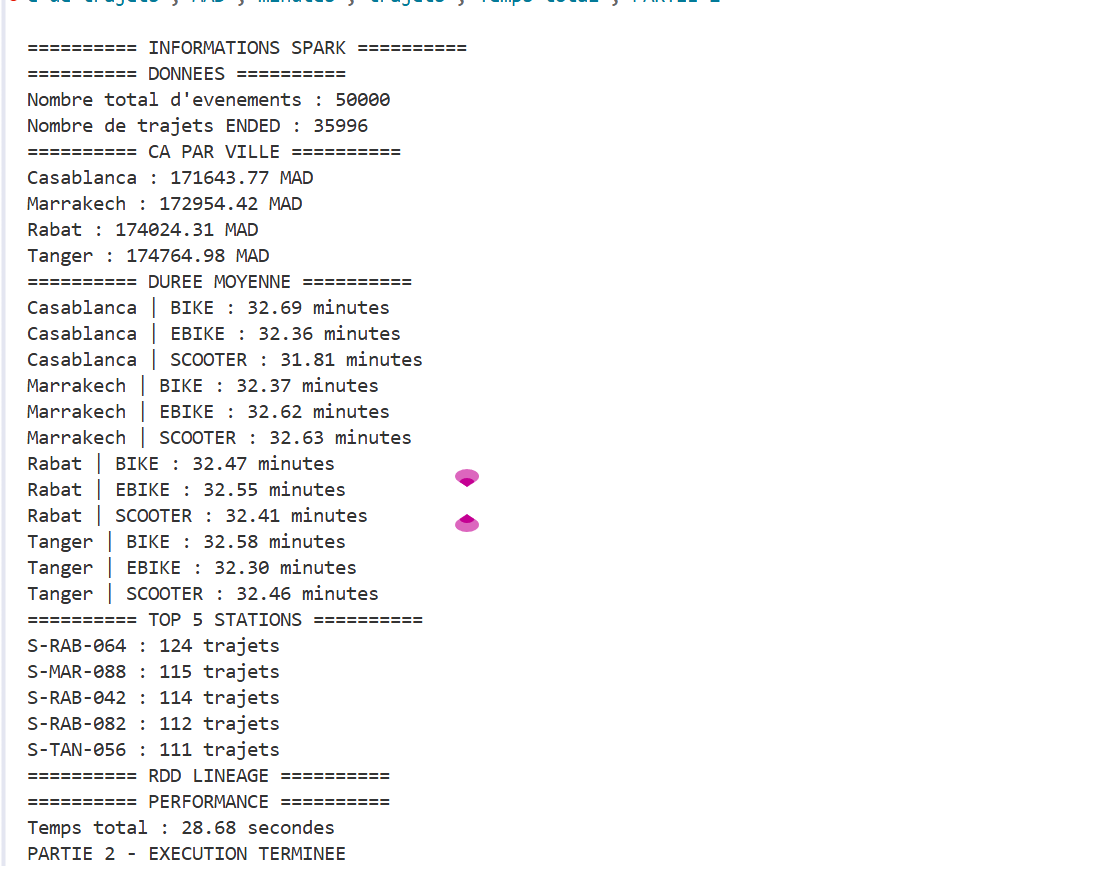 ========== INFORMATIONS SPARK ==========
========== DONNEES ==========
Nombre total d'evenements : 50000
Nombre de trajets ENDED : 35996
========== CA PAR VILLE ==========
Casablanca : 171643.77 MAD
Marrakech : 172954.42 MAD
Rabat : 174024.31 MAD
Tanger : 174764.98 MAD
========== DUREE MOYENNE ==========
Casablanca | BIKE : 32.69 minutes
Casablanca | EBIKE : 32.36 minutes
Casablanca | SCOOTER : 31.81 minutes
Marrakech | BIKE : 32.37 minutes
Marrakech | EBIKE : 32.62 minutes
Marrakech | SCOOTER : 32.63 minutes
Rabat | BIKE : 32.47 minutes
Rabat | EBIKE : 32.55 minutes
Rabat | SCOOTER : 32.41 minutes
Tanger | BIKE : 32.58 minutes
Tanger | EBIKE : 32.30 minutes
Tanger | SCOOTER : 32.46 minutes
========== TOP 5 STATIONS ==========
S-RAB-064 : 124 trajets
S-MAR-088 : 115 trajets
S-RAB-042 : 114 trajets
S-RAB-082 : 112 trajets
S-TAN-056 : 111 trajets
========== RDD LINEAGE ==========
========== PERFORMANCE ==========
Temps total : 28.68 secondes
PARTIE 2 - EXECUTION TERMINEE